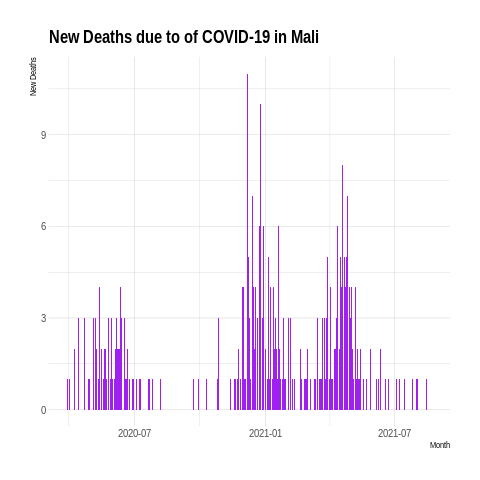 New Deaths due to of COVID-19 in Mali
New Deaths
9
6
3
0
2020-07
2021-01
2021-07
Month